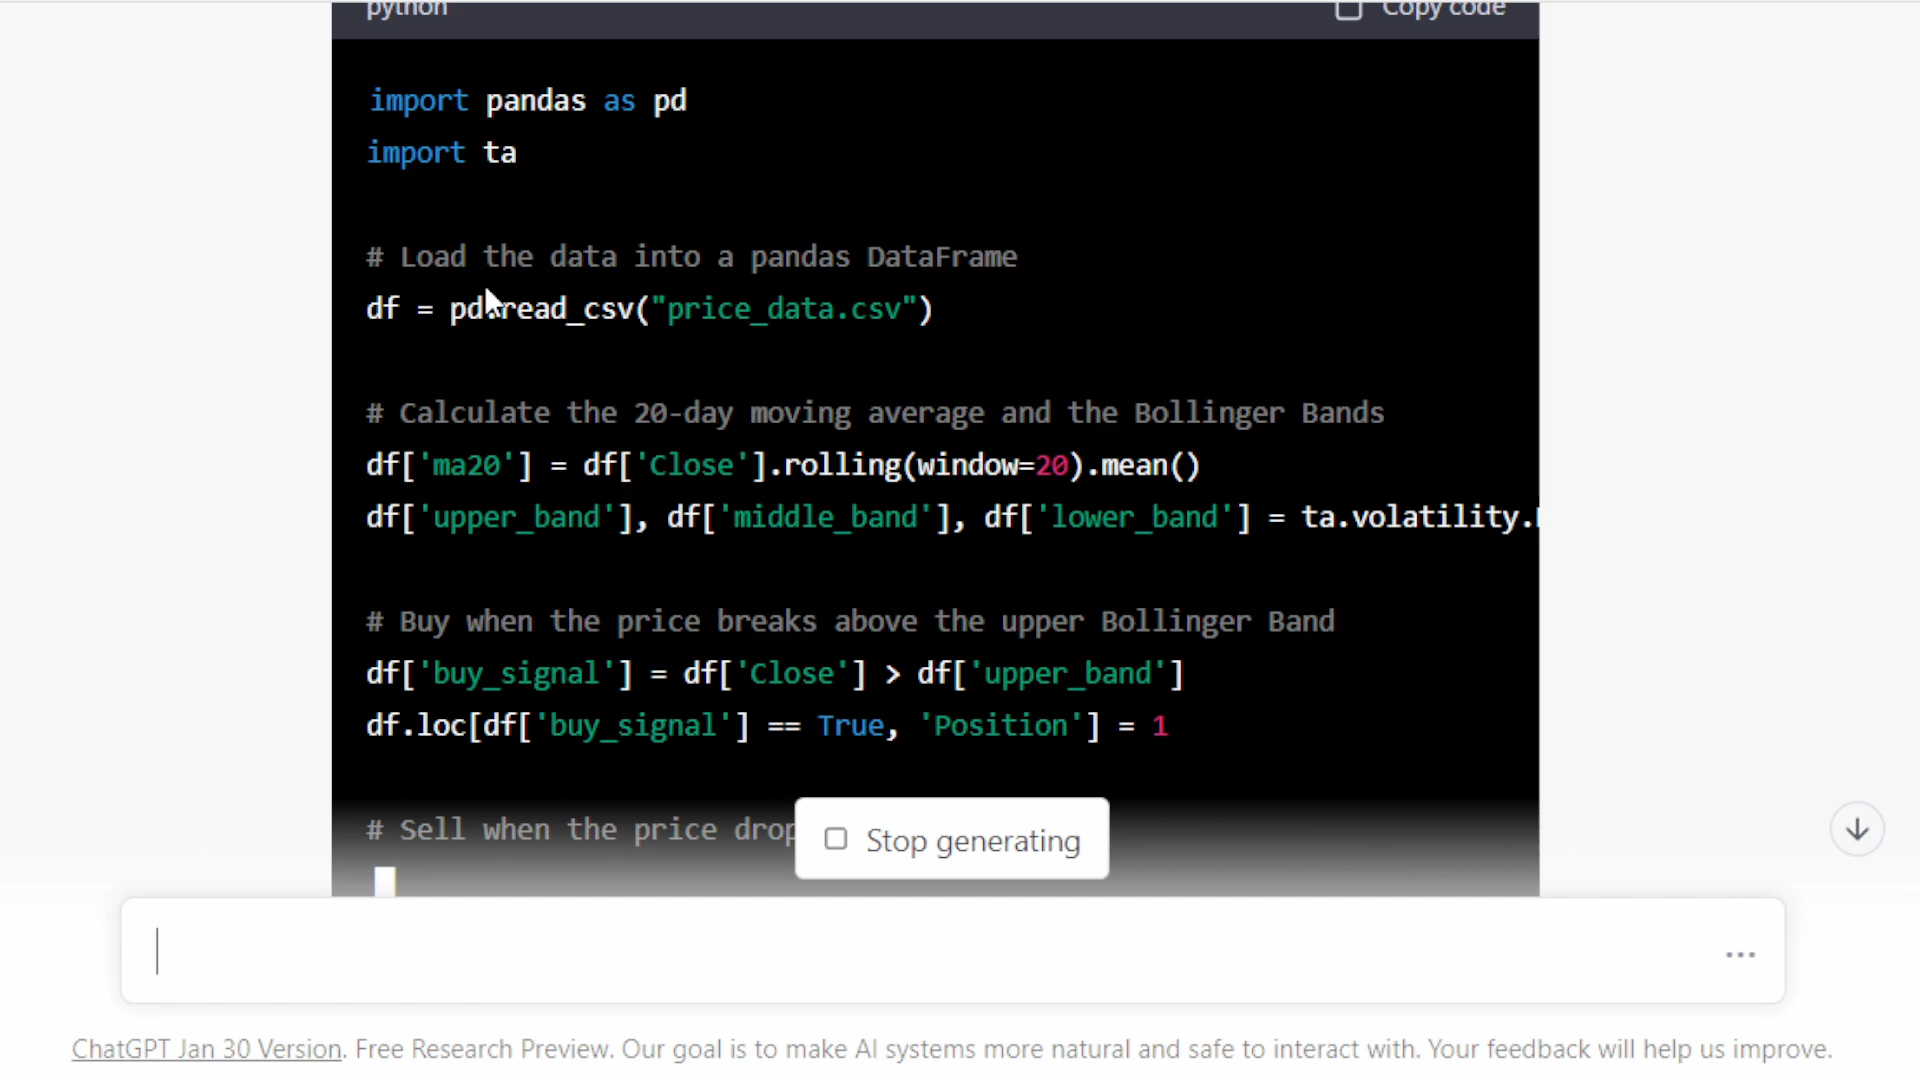 python Copy code
import pandas as pd
import ta
# Load the data into a pandas DataFrame
df = pd.read_csv("price_data.csv")
# Calculate the 20-day moving average and the Bollinger Bands
df['ma20'] = df['Close'].rolling(window=20).mean()
df['upper_band'], df['middle_band'], df['lower_band'] = ta.volatility.
# Buy when the price breaks above the upper Bollinger Band
df['buy_signal'] = df['Close'] > df['upper_band']
df.loc[df['buy_signal'] == True, 'Position'] = 1
# Sell when the price drop
Stop generating
ChatGPT Jan 30 Version. Free Research Preview. Our goal is to make AI systems more natural and safe to interact with. Your feedback will help us improve.